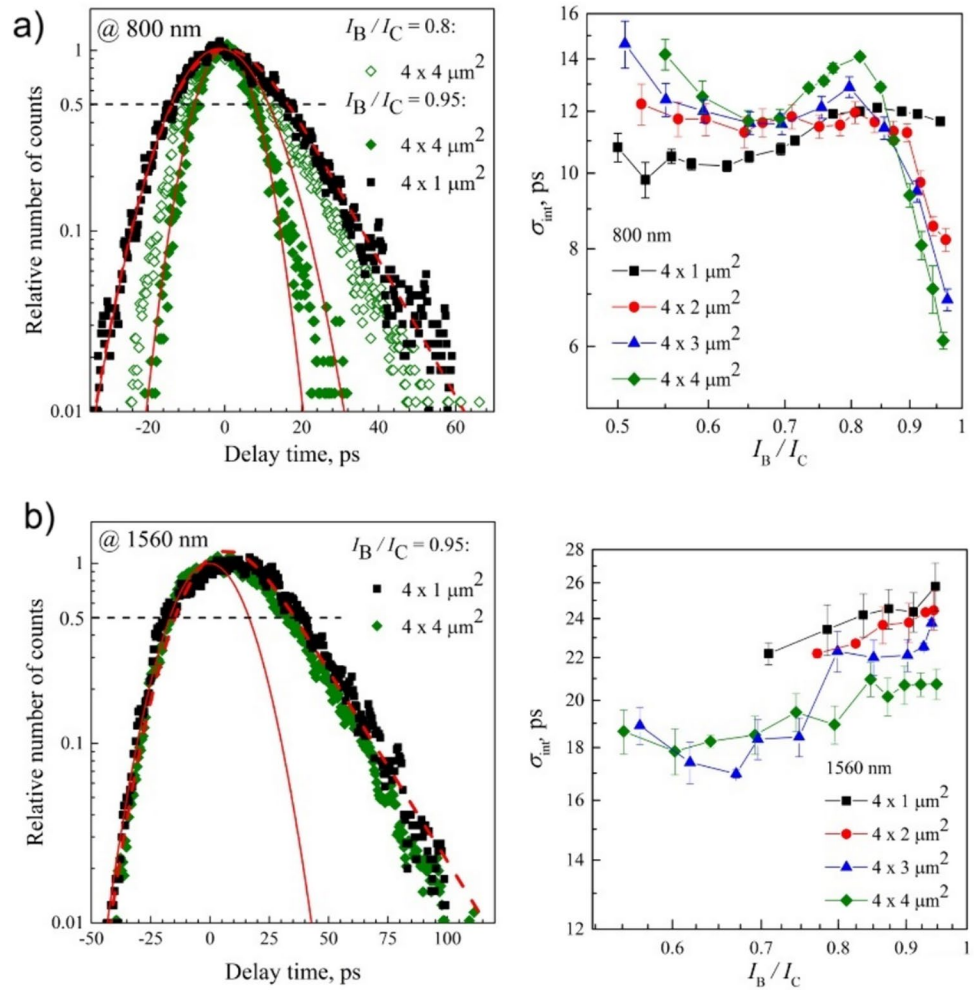 a)
@ 800 nm
I_B / I_C = 0.8:
4 x 4 μm²
I_B / I_C = 0.95:
4 x 4 μm²
4 x 1 μm²
Relative number of counts
1
0.5
0.1
0.01
-20 0 20 40 60
Delay time, ps
16
14
12
10
8
6
σ_int, ps
800 nm
4 x 1 μm²
4 x 2 μm²
4 x 3 μm²
4 x 4 μm²
0.5 0.6 0.7 0.8 0.9 1
I_B / I_C
b)
@ 1560 nm
I_B / I_C = 0.95:
4 x 1 μm²
4 x 4 μm²
Relative number of counts
1
0.5
0.1
0.01
-50 -25 0 25 50 75 100
Delay time, ps
28
26
24
22
20
18
16
14
12
σ_int, ps
1560 nm
4 x 1 μm²
4 x 2 μm²
4 x 3 μm²
4 x 4 μm²
0.6 0.7 0.8 0.9 1
I_B / I_C